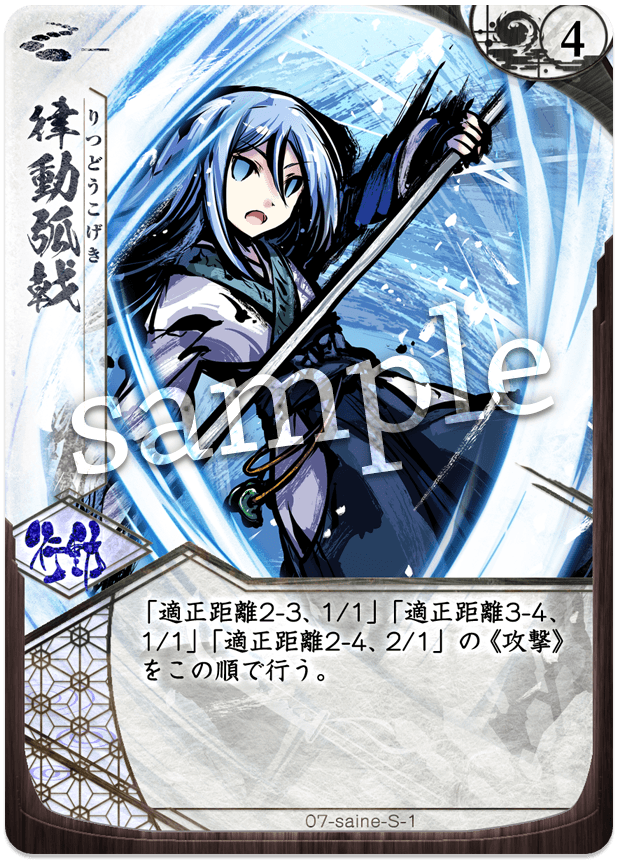 4
律動弧戟
りつどうこげき
sample
行動
「適正距離2-3、1/1」「適正距離3-4、
1/1」「適正距離2-4、2/1」の《攻撃》
をこの順で行う。
07-saine-S-1